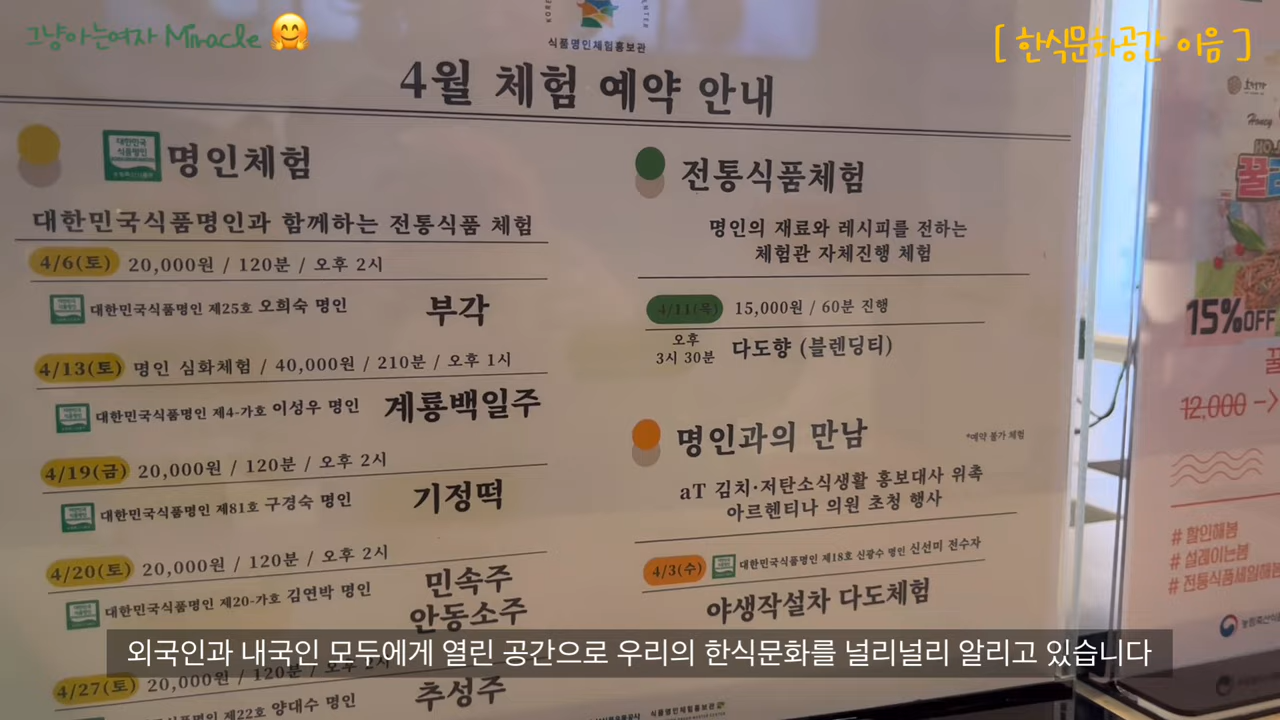 그냥아는여자 Miracle
[ 한식문화공간 이음 ]
식품명인체험홍보관
4월 체험 예약 안내
대한민국
식품명인
명인체험
대한민국식품명인과 함께하는 전통식품 체험
4/6(토) 20,000원 / 120분 / 오후 2시
대한민국식품명인 제25호 오희숙 명인 부각
4/13(토) 명인 심화체험 / 40,000원 / 210분 / 오후 1시
대한민국식품명인 제4-가호 이성우 명인 계룡백일주
4/19(금) 20,000원 / 120분 / 오후 2시
대한민국식품명인 제81호 구경숙 명인 기정떡
4/20(토) 20,000원 / 120분 / 오후 2시
대한민국식품명인 제20-가호 김연박 명인 민속주
안동소주
4/27(토) 20,000원 / 120분 / 오후 2시
제22호 양대수 명인 추성주
전통식품체험
명인의 재료와 레시피를 전하는
체험관 자체진행 체험
4/11(목) 15,000원 / 60분 진행
오후
3시 30분 다도향 (블렌딩티)
명인과의 만남 *예약 불가 체험
aT 김치·저탄소식생활 홍보대사 위촉
아르헨티나 의원 초청 행사
4/3(수) 대한민국식품명인 제18호 신광수 명인 신선미 전수자
야생작설차 다도체험
식품명인체험홍보관
Honey
15%OFF
12,000 ->
# 할인해봄
# 설레이는봄
# 전통식품세일해봄
외국인과 내국인 모두에게 열린 공간으로 우리의 한식문화를 널리널리 알리고 있습니다